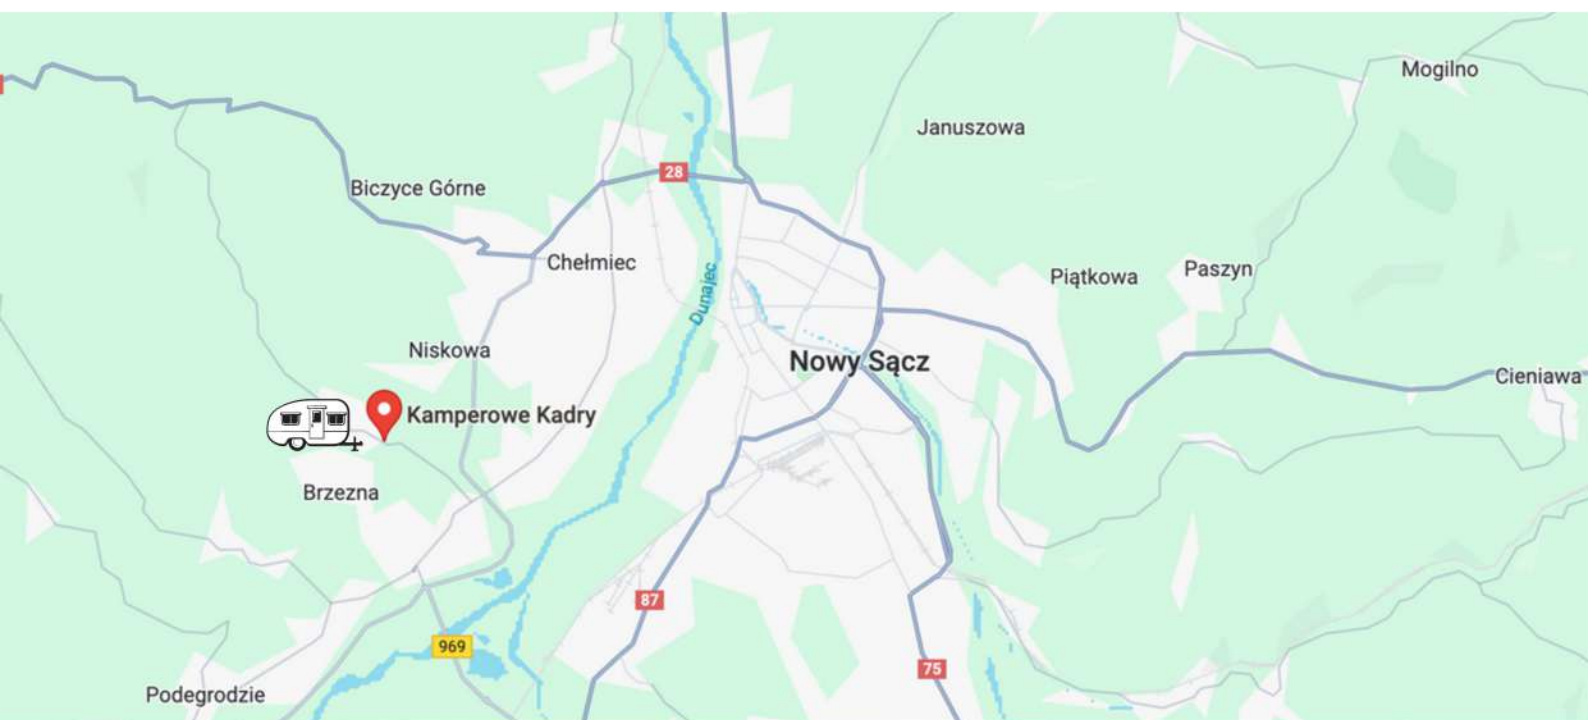 Mogilno
Januszowa
28
Biczyce Górne
Chełmiec
Dunajec
Piątkowa
Paszyn
Niskowa
Nowy Sącz
Cieniawa
Kamperowe Kadry
Brzezna
87
969
75
Podegrodzie